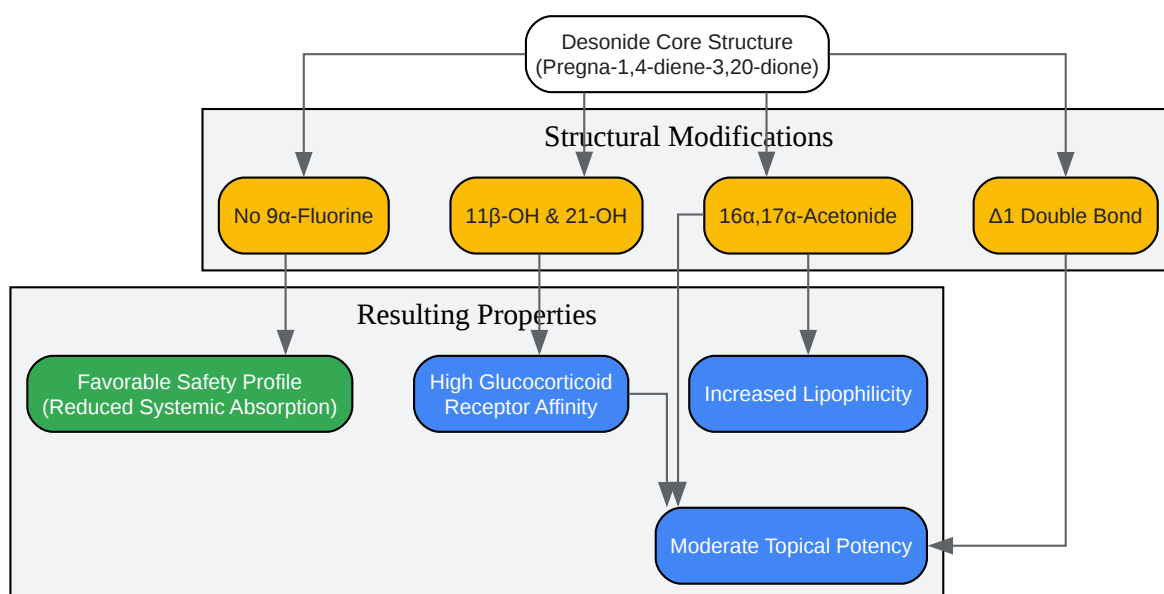 Desonide Core Structure
(Pregna-1,4-diene-3,20-dione)
Structural Modifications
No 9α-Fluorine
11β-OH & 21-OH
16α,17α-Acetonide
Δ1 Double Bond
Resulting Properties
Favorable Safety Profile
(Reduced Systemic Absorption)
High Glucocorticoid
Receptor Affinity
Increased Lipophilicity
Moderate Topical Potency